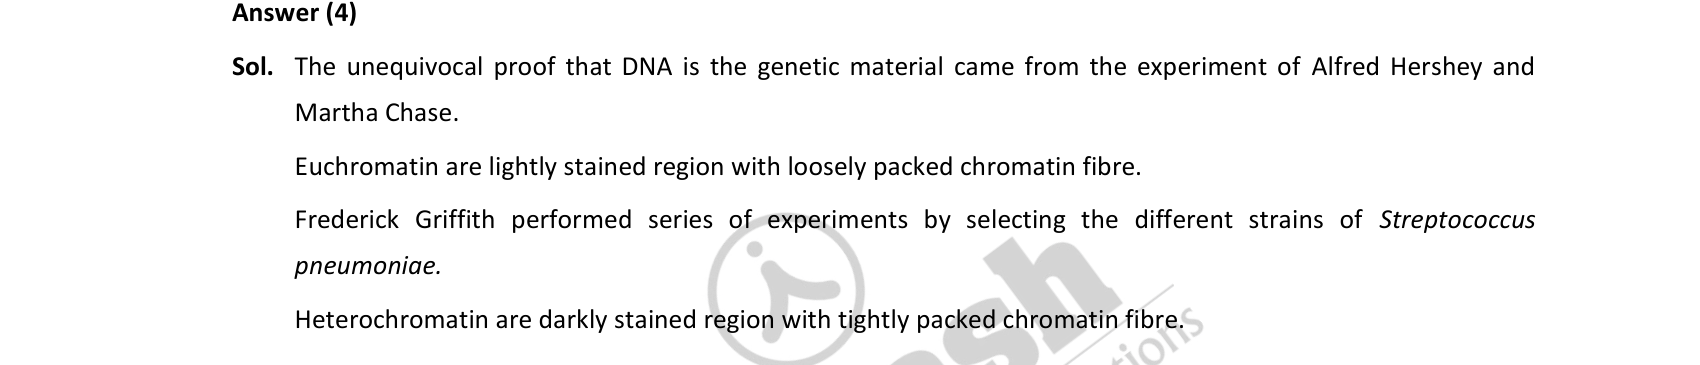 Answer (4)
Sol. The unequivocal proof that DNA is the genetic material came from the experiment of Alfred Hershey and
Martha Chase.
Euchromatin are lightly stained region with loosely packed chromatin fibre.
Frederick Griffith performed series of experiments by selecting the different strains of Streptococcus
pneumoniae.
Heterochromatin are darkly stained region with tightly packed chromatin fibre.